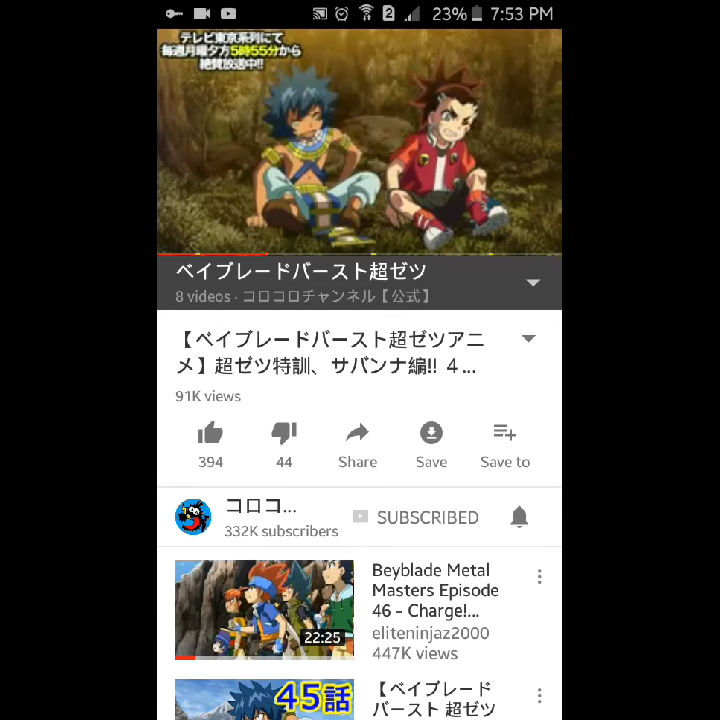 2 23% 7:53 PM
テレビ東京系列にて
毎週月曜夕方5時55分から
絶賛放送中!!
ベイブレードバースト超ゼツ
8 videos · コロコロチャンネル【公式】
【ベイブレードバースト超ゼツアニ
メ】超ゼツ特訓、サバンナ編!! ４...
91K views
394 44 Share Save Save to
コロコ...
332K subscribers
SUBSCRIBED
Beyblade Metal
Masters Episode
46 - Charge!...
22:25
eliteninjaz2000
447K views
45話
【ベイブレード
バースト 超ゼツ